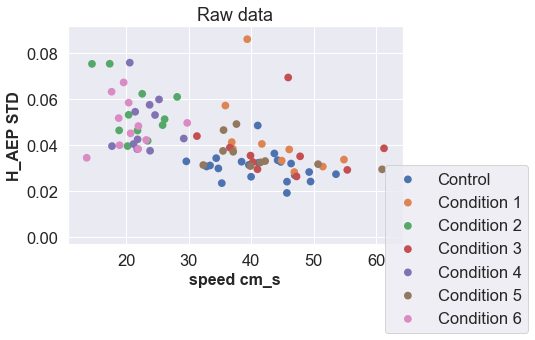 Raw data
0.08
0.06
0.04
0.02
0.00
H_AEP STD
20
30
40
50
60
speed cm_s
Control
Condition 1
Condition 2
Condition 3
Condition 4
Condition 5
Condition 6